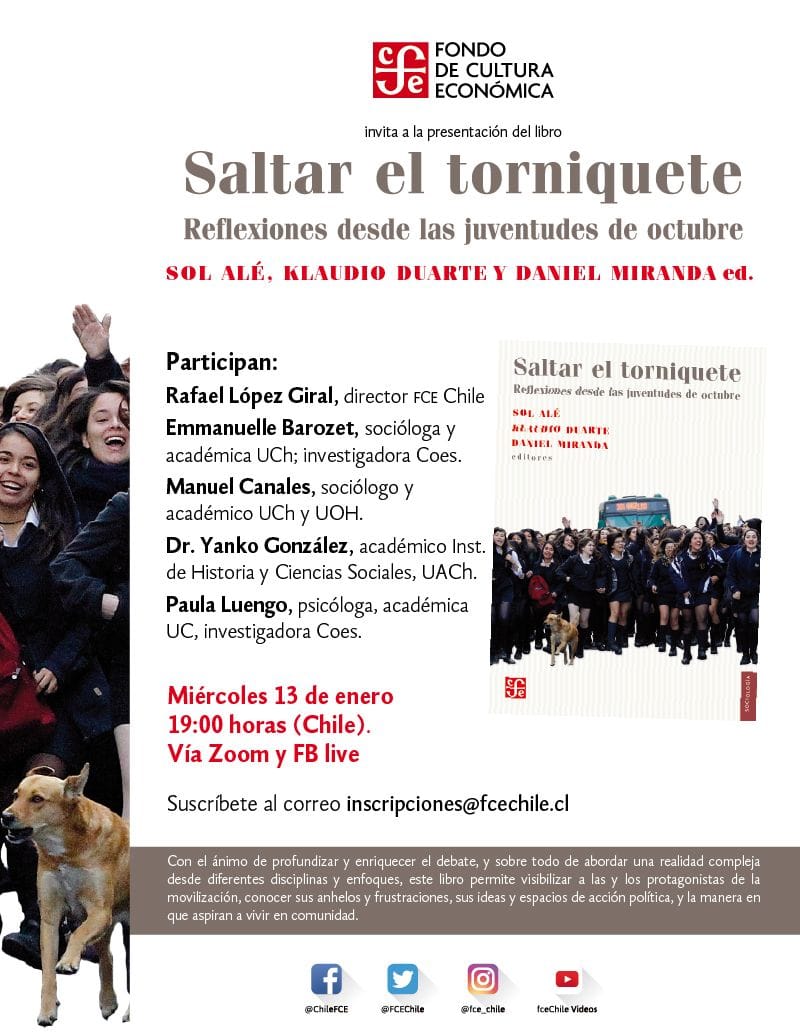 FONDO
DE CULTURA
ECONÓMICA
invita a la presentación del libro
Saltar el torniquete
Reflexiones desde las juventudes de octubre
SOL ALÉ, KLAUDIO DUARTE Y DANIEL MIRANDA ed.
Participan:
Rafael López Giral, director FCE Chile
Emmanuelle Barozet, socióloga y
académica UCh; investigadora Coes.
Manuel Canales, sociólogo y
académico UCh y UOH.
Dr. Yanko González, académico Inst.
de Historia y Ciencias Sociales, UACh.
Paula Luengo, psicóloga, académica
UC, investigadora Coes.
Saltar el torniquete
Reflexiones desde las juventudes de octubre
SOL ALÉ
KLAUDIO DUARTE
DANIEL MIRANDA
editores
SOCIOLOGÍA
Miércoles 13 de enero
19:00 horas (Chile).
Vía Zoom y FB live
Suscríbete al correo inscripciones@fcechile.cl
Con el ánimo de profundizar y enriquecer el debate, y sobre todo de abordar una realidad compleja
desde diferentes disciplinas y enfoques, este libro permite visibilizar a las y los protagonistas de la
movilización, conocer sus anhelos y frustraciones, sus ideas y espacios de acción política, y la manera en
que aspiran a vivir en comunidad.
@ChileFCE
@FCEChile
@fce_chile
fceChile Videos